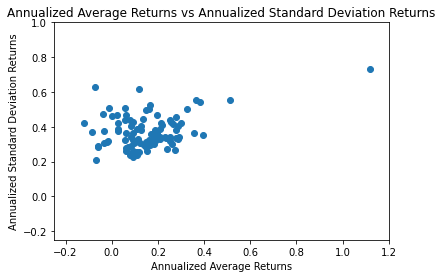 Annualized Average Returns vs Annualized Standard Deviation Returns
1.0
0.8
0.6
0.4
0.2
0.0
−0.2
Annualized Standard Deviation Returns
−0.2 0.0 0.2 0.4 0.6 0.8 1.0 1.2
Annualized Average Returns